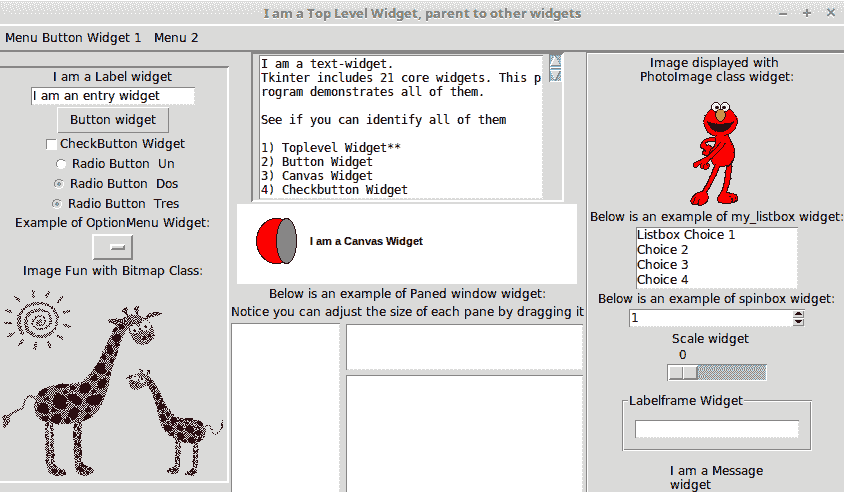 I am a Top Level Widget, parent to other widgets
Menu Button Widget 1 Menu 2
I am a Label widget
I am an entry widget
Button widget
CheckButton Widget
Radio Button Un
Radio Button Dos
Radio Button Tres
Example of OptionMenu Widget:
Image Fun with Bitmap Class:
I am a text-widget.
Tkinter includes 21 core widgets. This p
rogram demonstrates all of them.
See if you can identify all of them
1) Toplevel Widget**
2) Button Widget
3) Canvas Widget
4) Checkbutton Widget
I am a Canvas Widget
Below is an example of Paned window widget:
Notice you can adjust the size of each pane by dragging it
Image displayed with
PhotoImage class widget:
Below is an example of my_listbox widget:
Listbox Choice 1
Choice 2
Choice 3
Choice 4
Below is an example of spinbox widget:
1
Scale widget
0
Labelframe Widget
I am a Message
widget